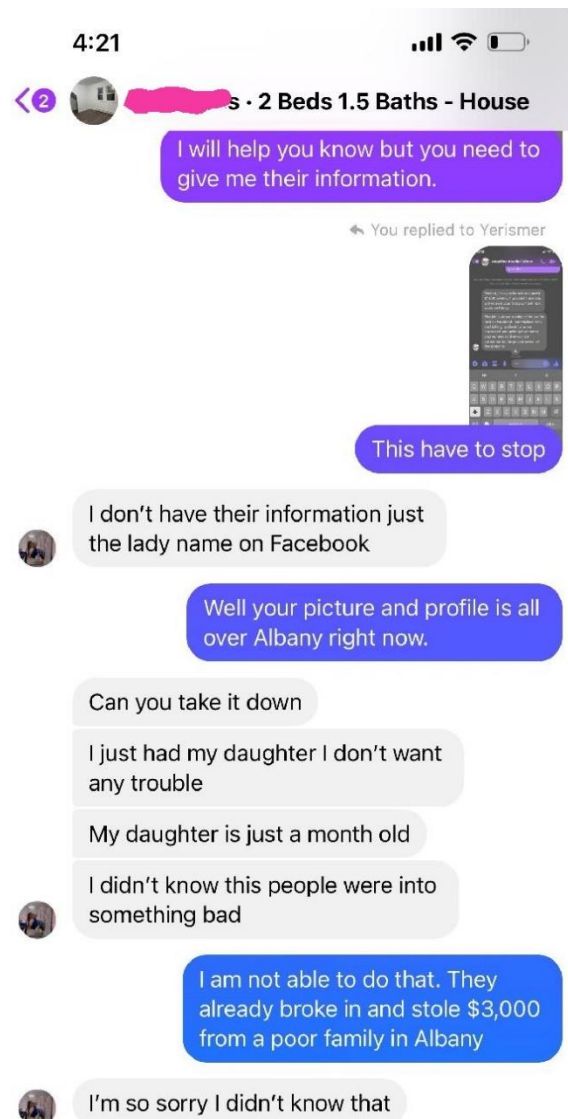 4:21
2
s · 2 Beds 1.5 Baths - House
I will help you know but you need to
give me their information.
You replied to Yerismer
This have to stop
I don't have their information just
the lady name on Facebook
Well your picture and profile is all
over Albany right now.
Can you take it down
I just had my daughter I don't want
any trouble
My daughter is just a month old
I didn't know this people were into
something bad
I am not able to do that. They
already broke in and stole $3,000
from a poor family in Albany
I'm so sorry I didn't know that